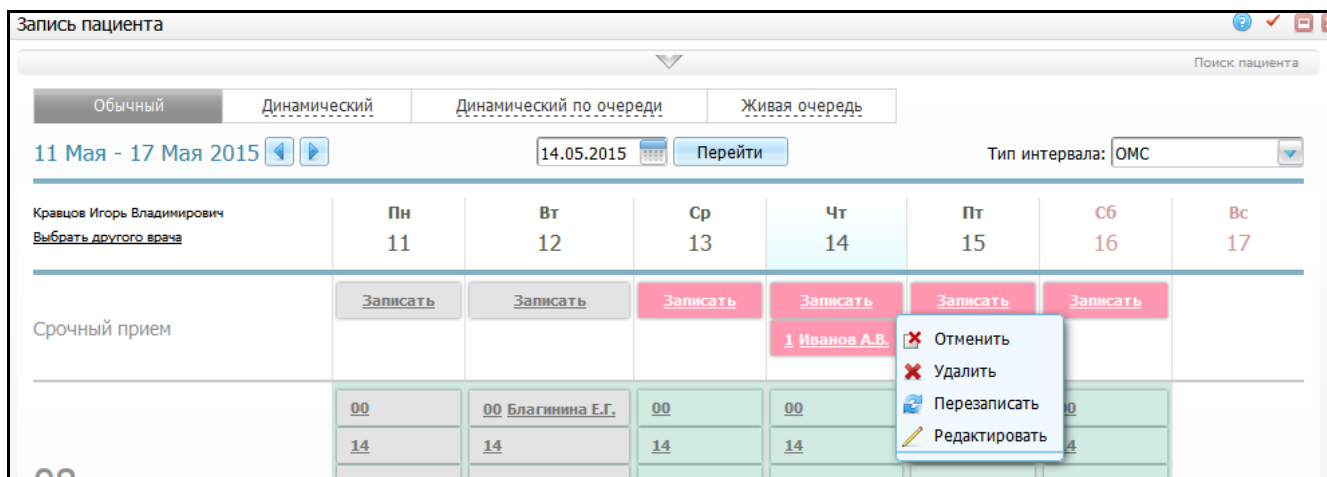 Запись пациента
Поиск пациента
Обычный Динамический Динамический по очереди Живая очередь
11 Мая - 17 Мая 2015 14.05.2015 Перейти Тип интервала: ОМС
Кравцов Игорь Владимирович Пн Вт Ср Чт Пт Сб Вс
Выбрать другого врача 11 12 13 14 15 16 17
Записать Записать Записать Записать Записать Записать
Срочный прием
1 Иванов А.В.
Отменить
Удалить
Перезаписать
Редактировать
00 00 Благинина Е.Г. 00 00
14 14 14 14